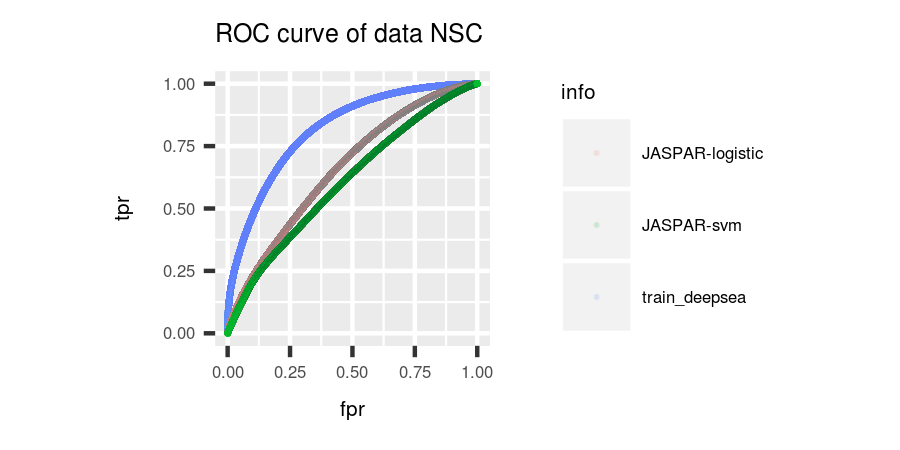 ROC curve of data NSC
info
JASPAR-logistic
JASPAR-svm
train_deepsea
tpr
1.00
0.75
0.50
0.25
0.00
0.00 0.25 0.50 0.75 1.00
fpr